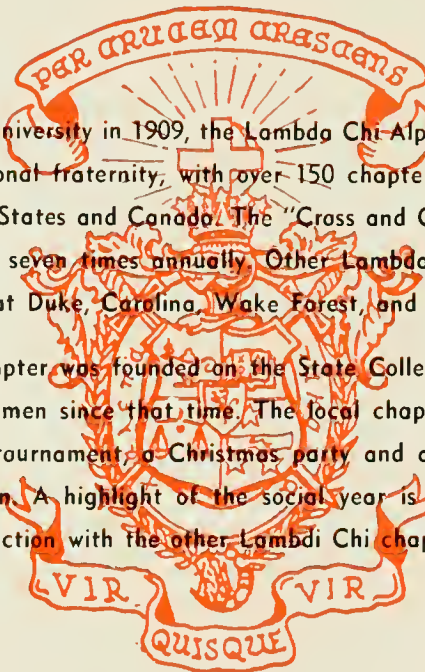 PER CRUCEM CRESCENS
niversity in 1909, the Lambda Chi Alp
onal fraternity, with over 150 chapte
States and Canada. The "Cross and C
seven times annually. Other Lambda
at Duke, Carolina, Wake Forest, and
apter was founded on the State Colle
men since that time. The local chap
tournament, a Christmas party and a
n. A highlight of the social year is
ction with the other Lambdi Chi chap
VIR QUISQUE VIR